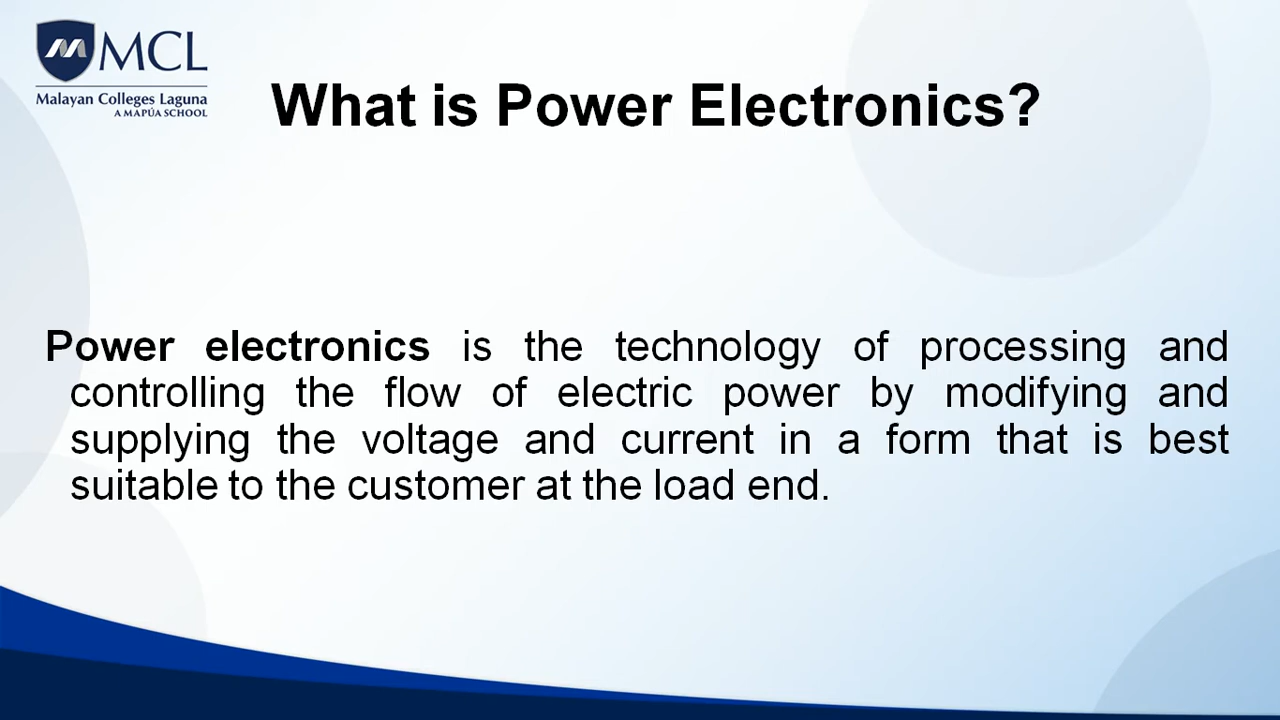 MCL
Malayan Colleges Laguna
A MAPÚA SCHOOL
What is Power Electronics?
Power electronics is the technology of processing and
controlling the flow of electric power by modifying and
supplying the voltage and current in a form that is best
suitable to the customer at the load end.